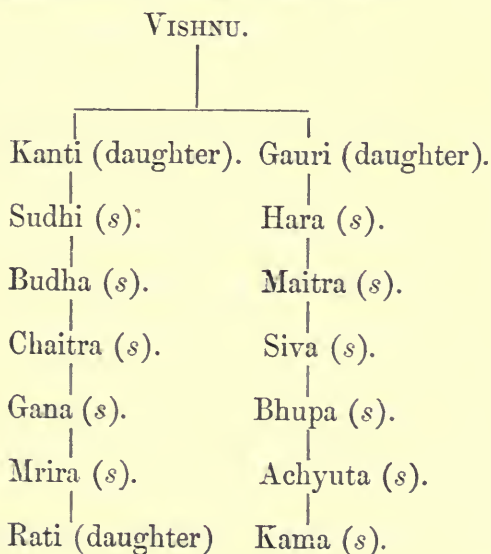 VISHNU.
Kanti (daughter). Gauri (daughter).
Sudhi (s). Hara (s).
Budha (s). Maitra (s).
Chaitra (s). Siva (s).
Gana (s). Bhupa (s).
Mrira (s). Achyuta (s).
Rati (daughter) Kama (s).